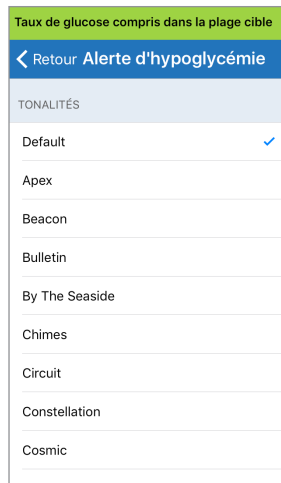 Taux de glucose compris dans la plage cible
Retour Alerte d'hypoglycémie
TONALITÉS
Default
Apex
Beacon
Bulletin
By The Seaside
Chimes
Circuit
Constellation
Cosmic